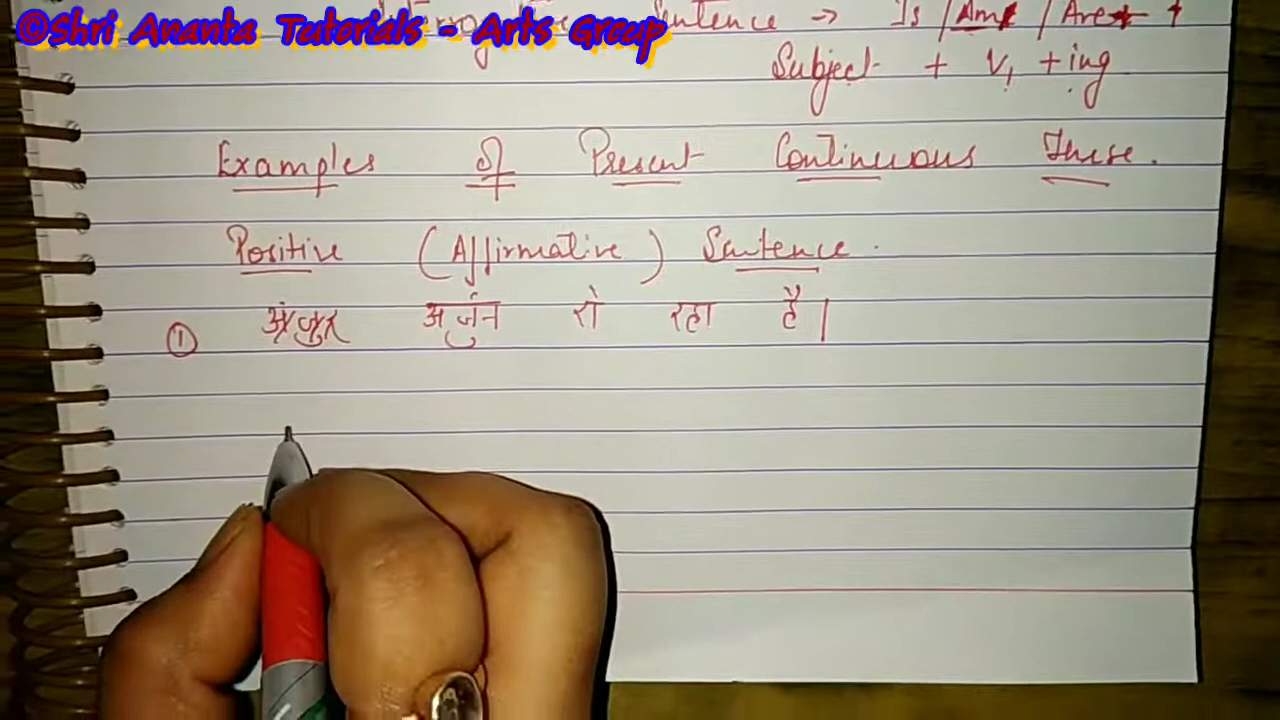 ©Shri Ananta Tutorials - Arts Group
Sentence → Is / Am / Are +
Subject + V1 + ing
Examples of Present Continuous Tense.
Positive (Affirmative) Sentence.
① अर्जुन रो रहा है।